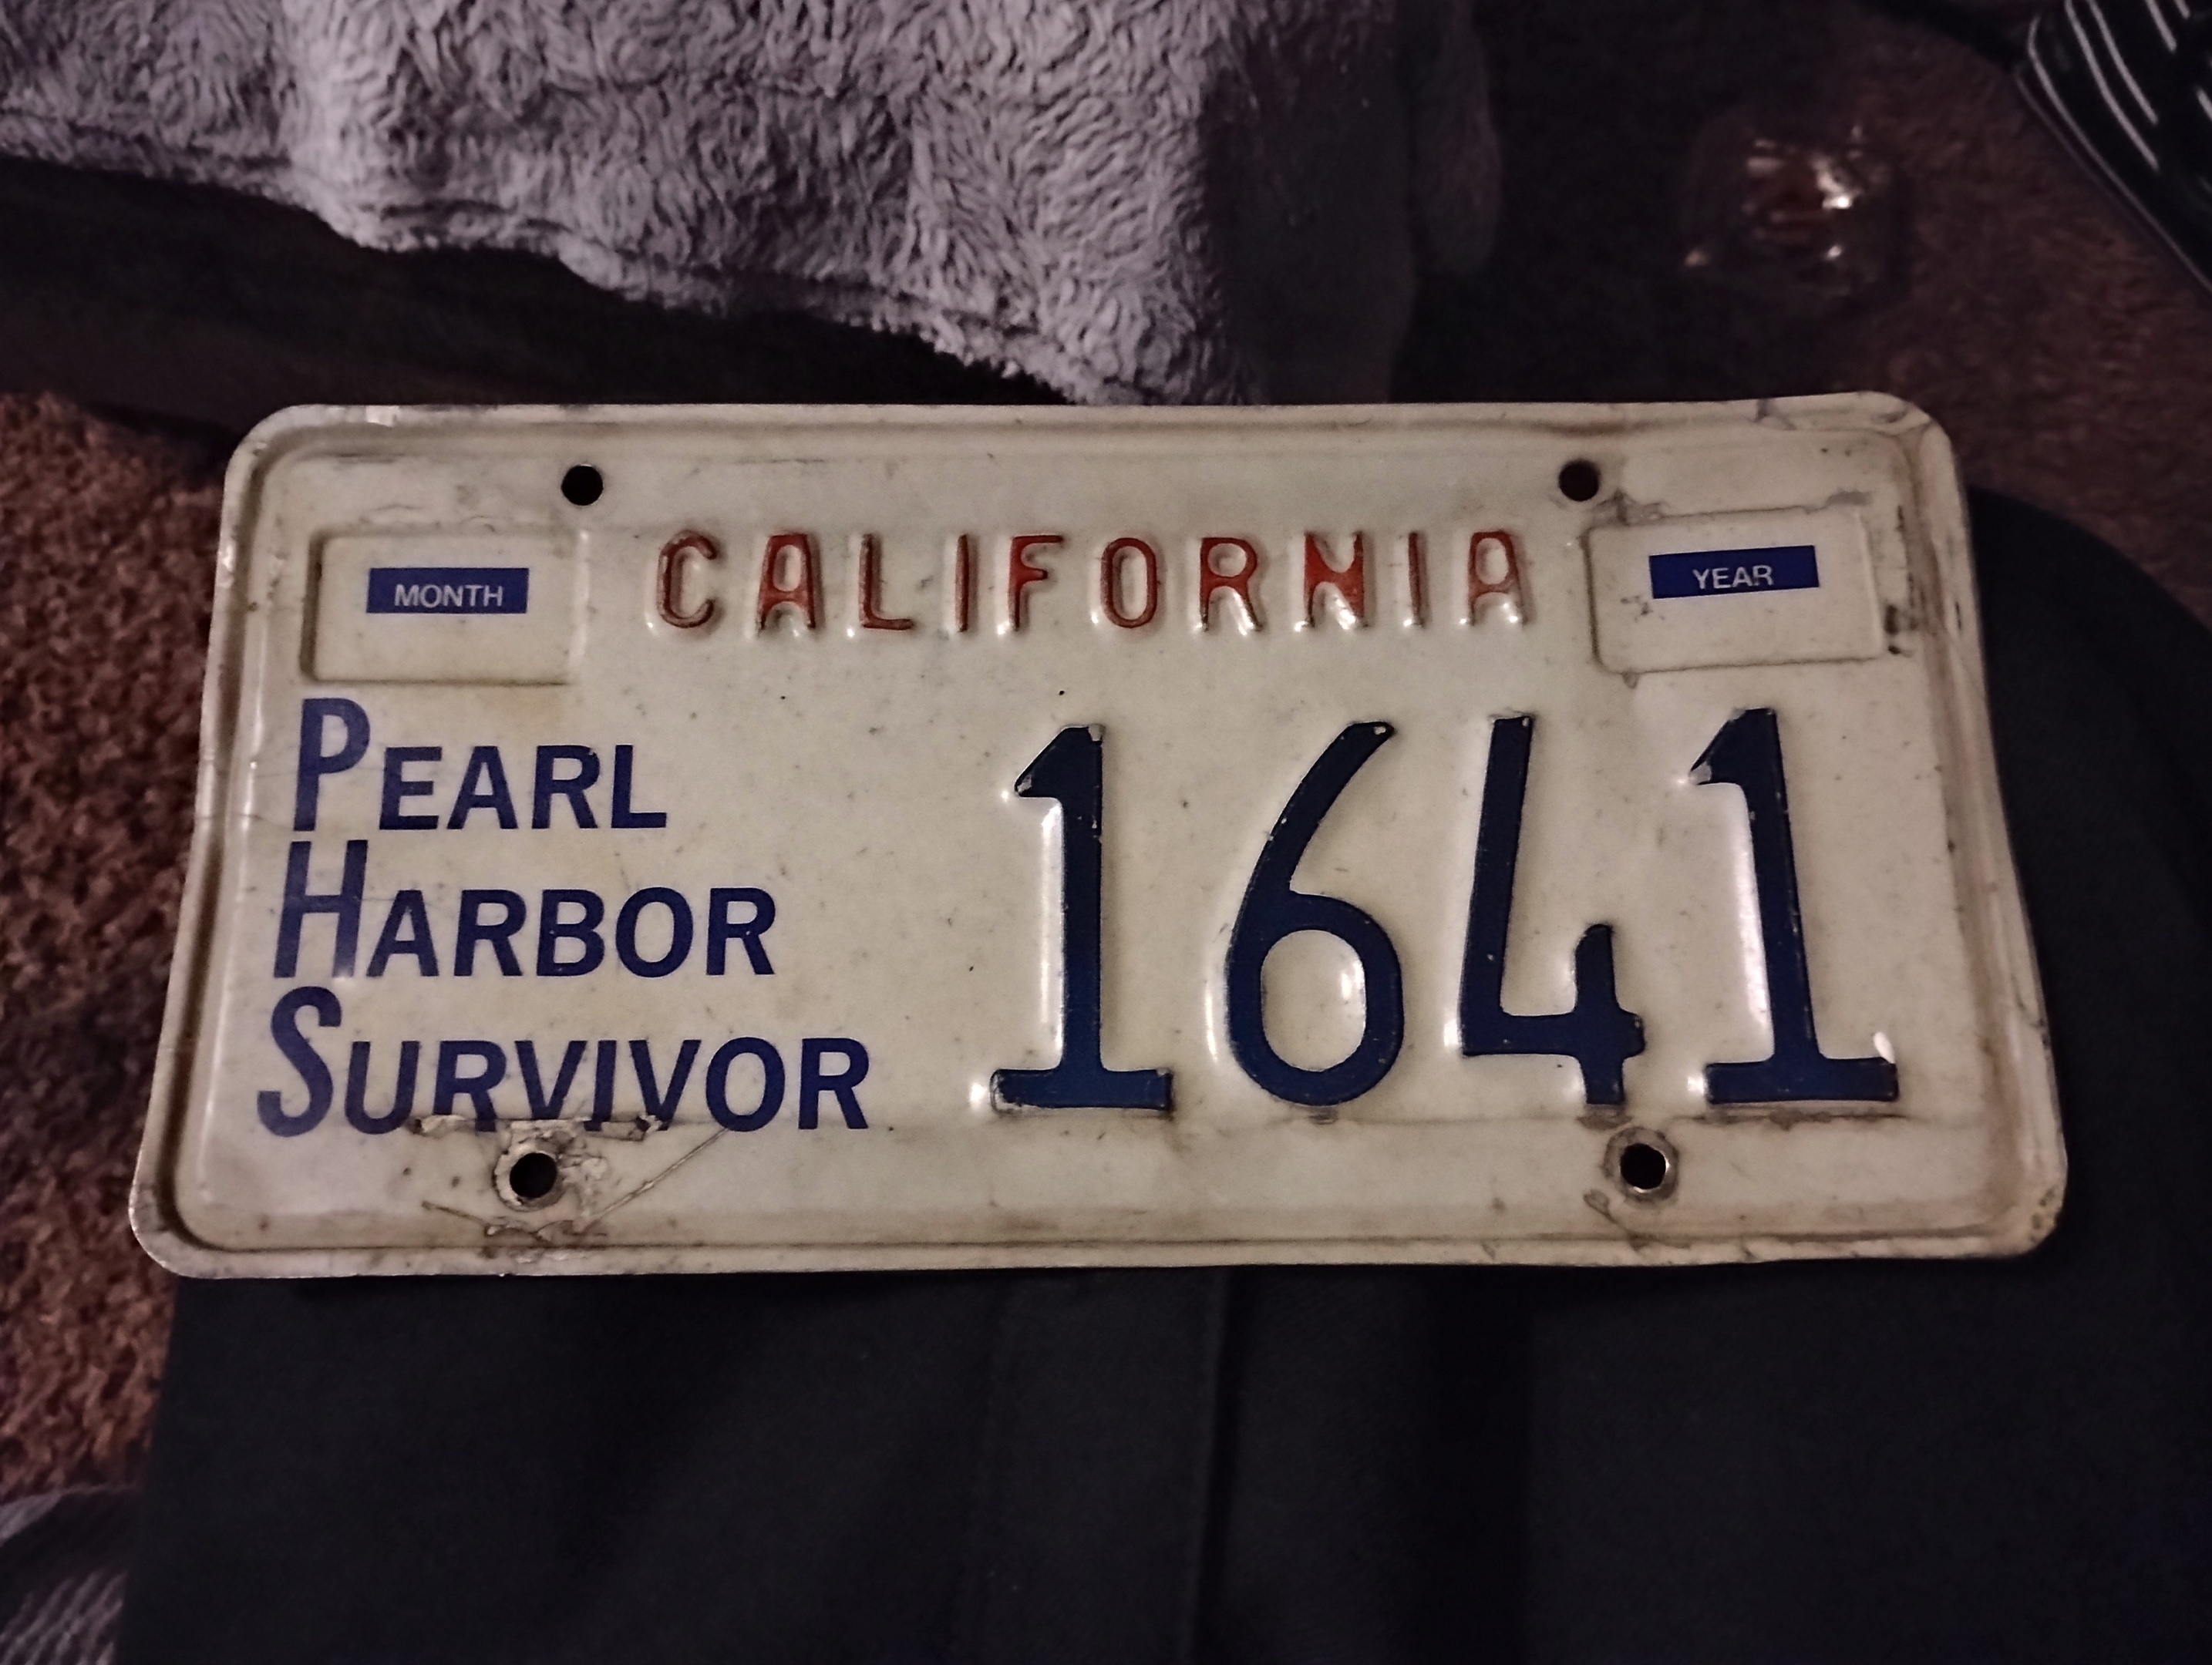 CALIFORNIA
MONTH
YEAR
PEARL
HARBOR
SURVIVOR
1641